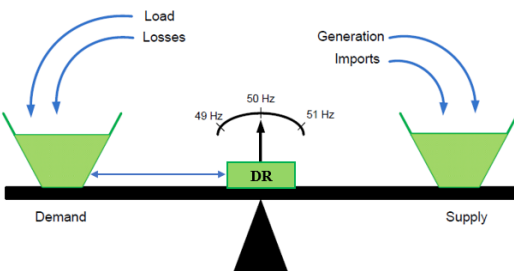 Load
Losses
Generation
Imports
50 Hz
49 Hz
51 Hz
DR
Demand
Supply